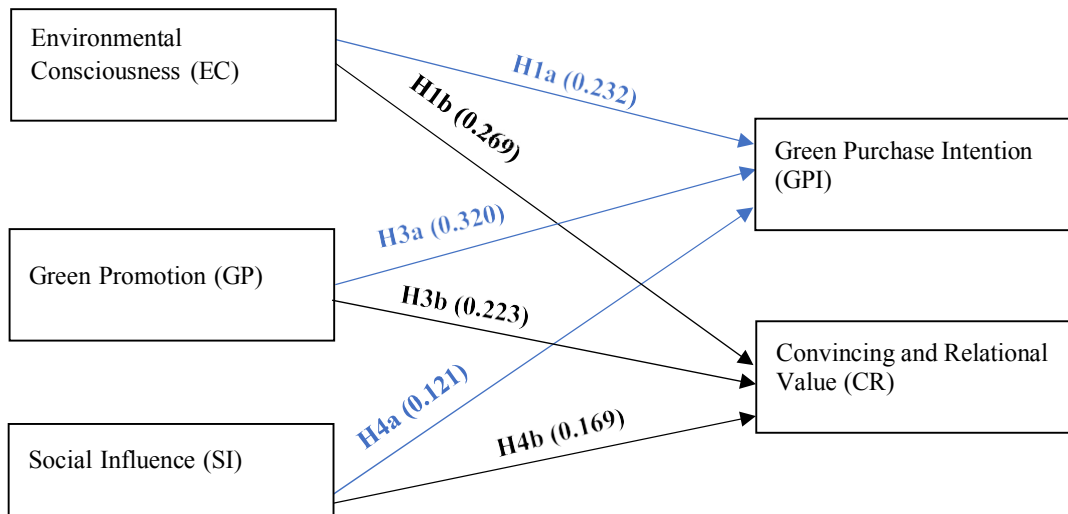 Environmental
Consciousness (EC)
H1a (0.232)
H1b (0.269)
Green Purchase Intention
(GPI)
H3a (0.320)
Green Promotion (GP)
H3b (0.223)
Convincing and Relational
Value (CR)
H4a (0.121)
H4b (0.169)
Social Influence (SI)